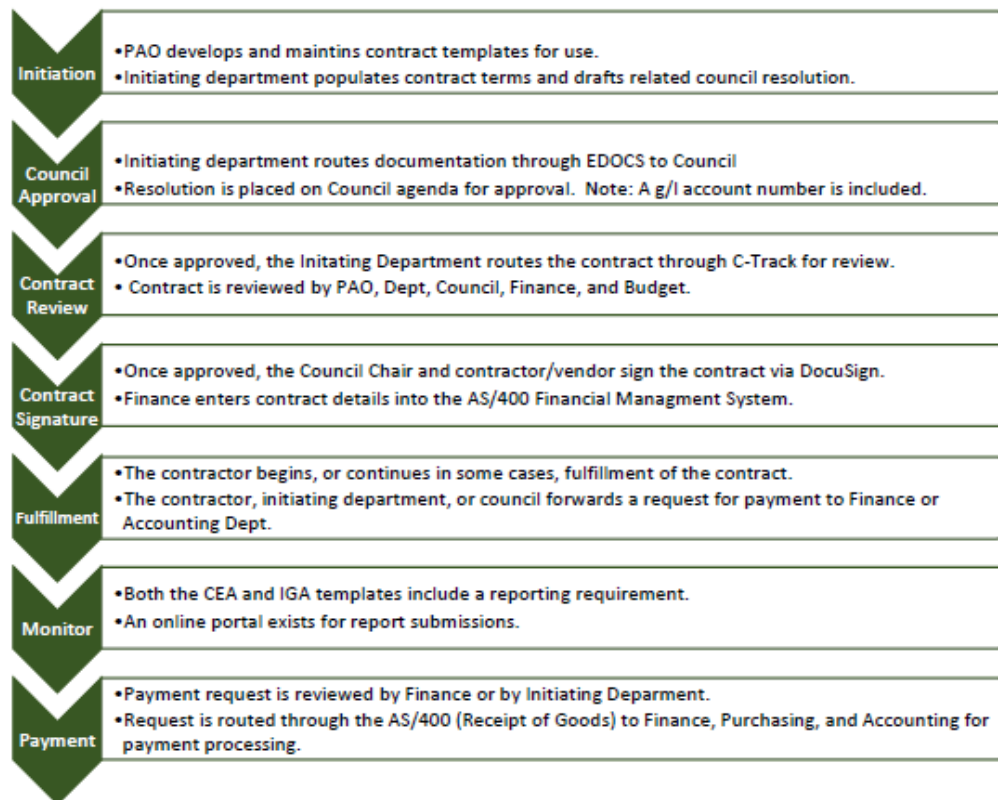 Initiation
•PAO develops and maintins contract templates for use.
•Initiating department populates contract terms and drafts related council resolution.
Council
Approval
•Initiating department routes documentation through EDOCS to Council
•Resolution is placed on Council agenda for approval.  Note: A g/l account number is included.
Contract
Review
•Once approved, the Initating Department routes the contract through C-Track for review.
• Contract is reviewed by PAO, Dept, Council, Finance, and Budget.
Contract
Signature
•Once approved, the Council Chair and contractor/vendor sign the contract via DocuSign.
•Finance enters contract details into the AS/400 Financial Managment System.
Fulfillment
•The contractor begins, or continues in some cases, fulfillment of the contract.
•The contractor, initiating department, or council forwards a request for payment to Finance or
Accounting Dept.
Monitor
•Both the CEA and IGA templates include a reporting requirement.
•An online portal exists for report submissions.
Payment
•Payment request is reviewed by Finance or by Initiating Deparment.
•Request is routed through the AS/400 (Receipt of Goods) to Finance, Purchasing, and Accounting for
payment processing.